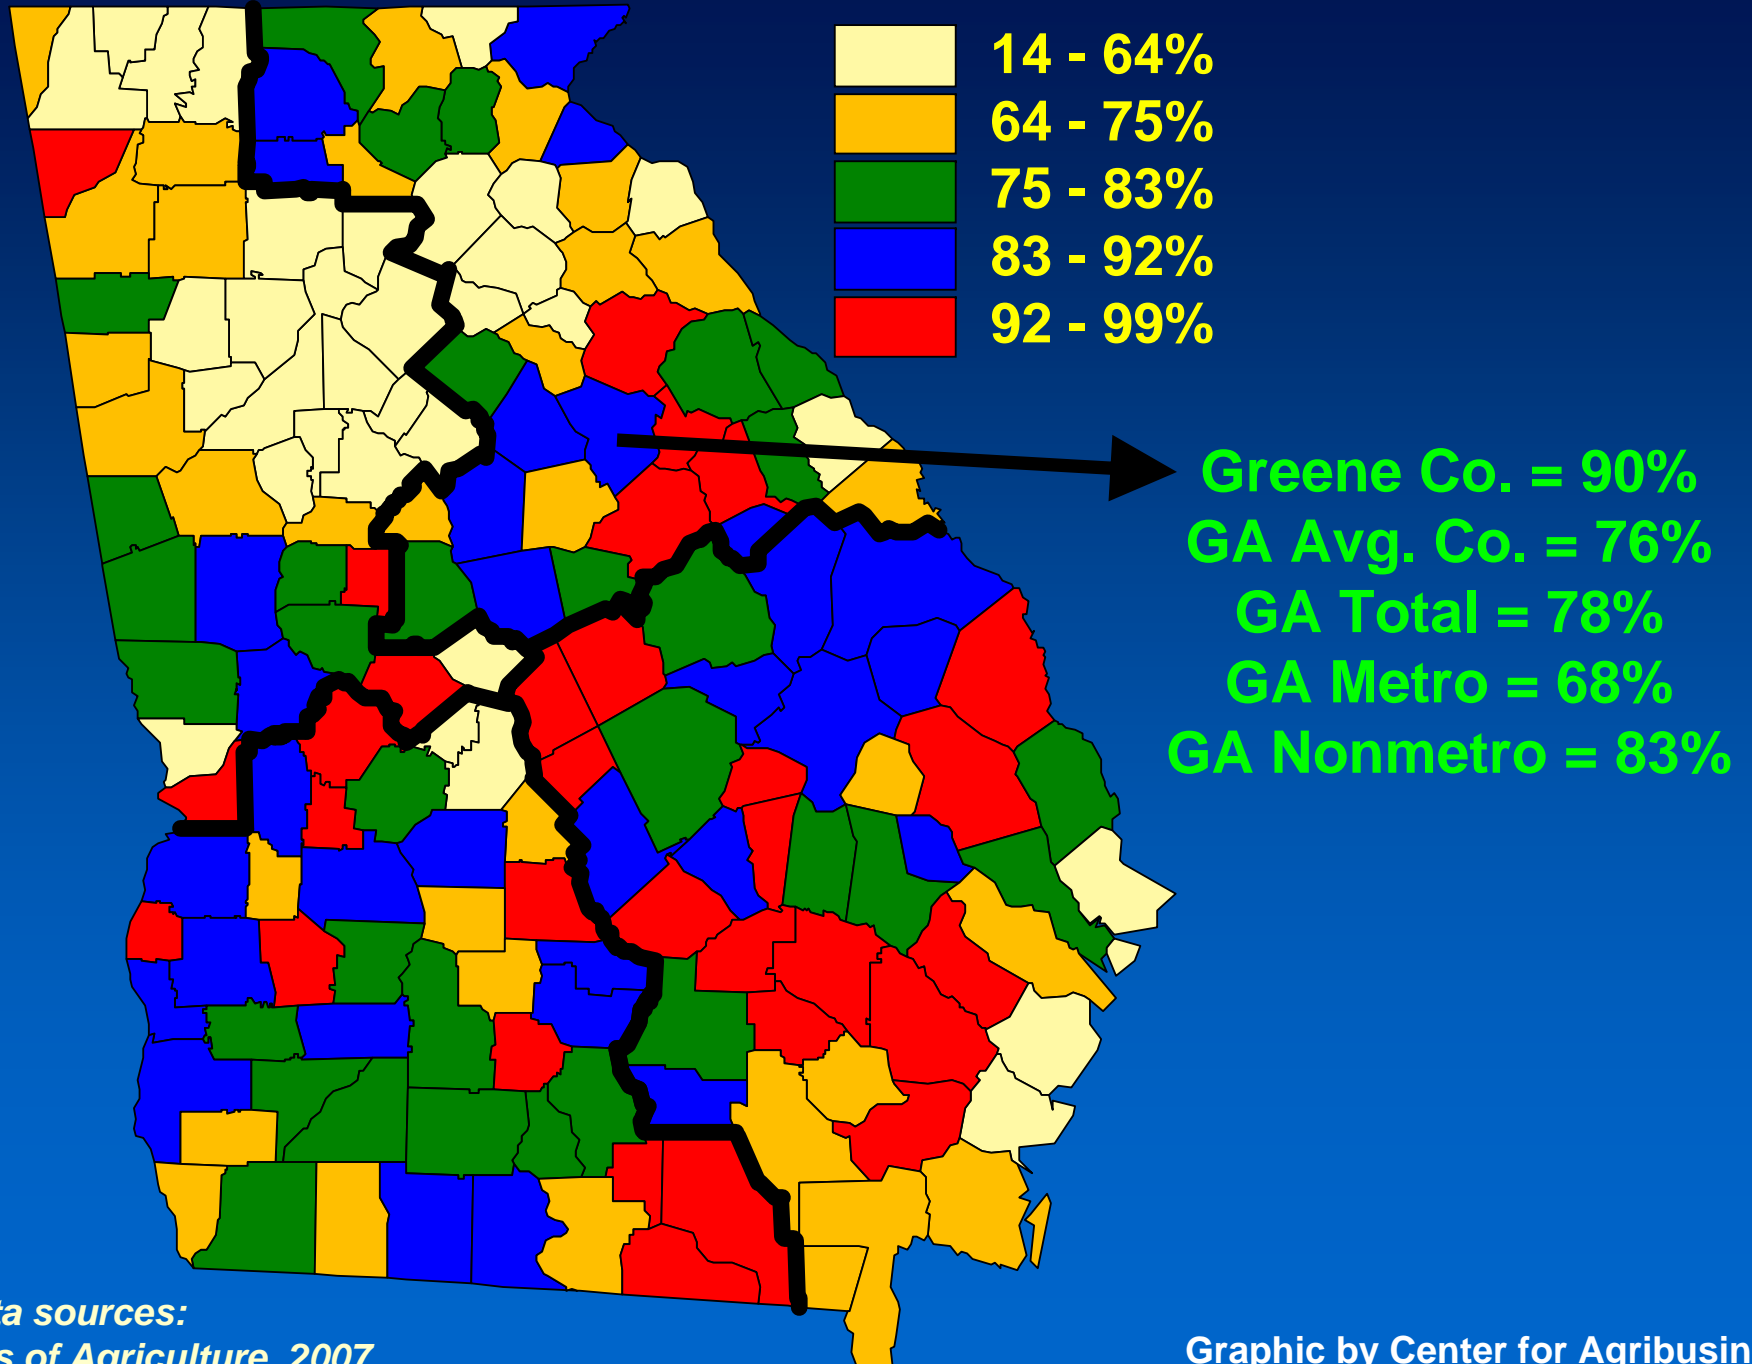 14 - 64%
64 - 75%
75 - 83%
83 - 92%
92 - 99%
Greene Co. = 90%
GA Avg. Co. = 76%
GA Total = 78%
GA Metro = 68%
GA Nonmetro = 83%
sources:
of Agriculture, 2007
Graphic by Center for